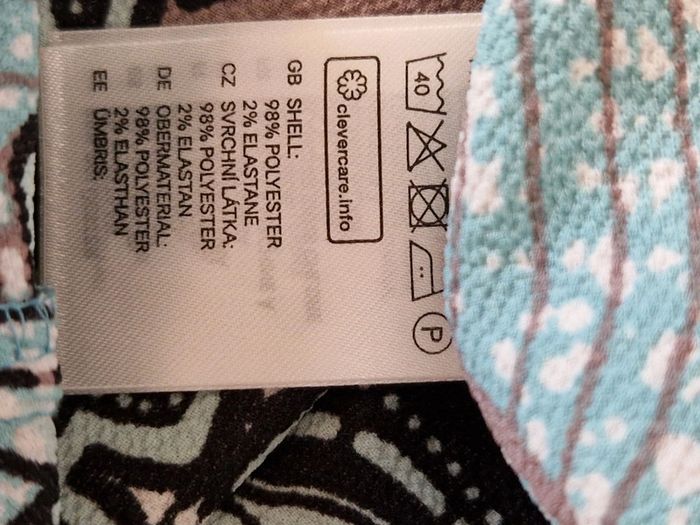 40
P
clevercare.info
GB SHELL:
98% POLYESTER
2% ELASTANE
CZ SVRCHNÍ LÁTKA:
98% POLYESTER
2% ELASTAN
DE OBERMATERIAL:
98% POLYESTER
2% ELASTHAN
EE ÜMBRIS: